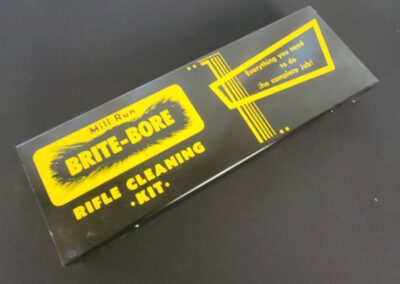 Mill Run
BRITE-BORE
RIFLE CLEANING
·KIT·
Everything you need
to do
the complete Job!